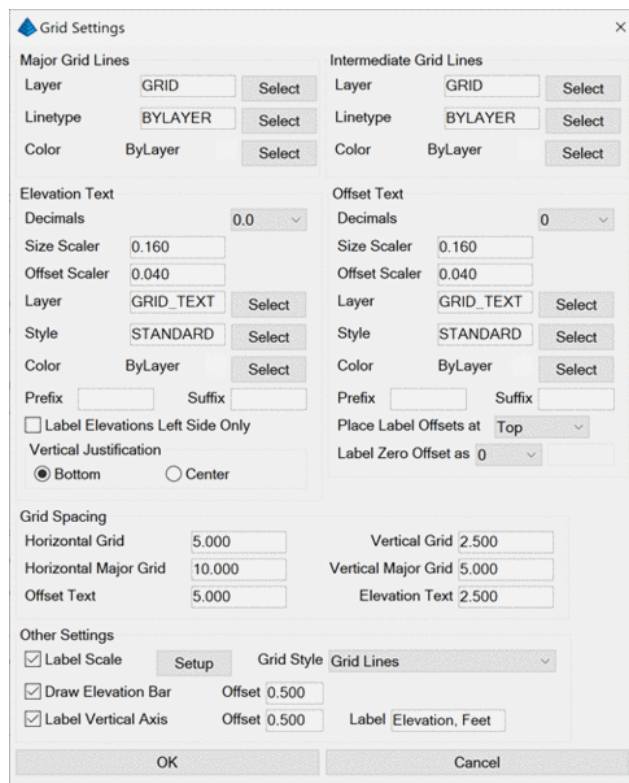 Grid Settings
Major Grid Lines
Layer GRID Select
Linetype BYLAYER Select
Color ByLayer Select
Intermediate Grid Lines
Layer GRID Select
Linetype BYLAYER Select
Color ByLayer Select
Elevation Text
Decimals 0.0
Size Scaler 0.160
Offset Scaler 0.040
Layer GRID_TEXT Select
Style STANDARD Select
Color ByLayer Select
Prefix Suffix
Label Elevations Left Side Only
Vertical Justification
Bottom Center
Offset Text
Decimals 0
Size Scaler 0.160
Offset Scaler 0.040
Layer GRID_TEXT Select
Style STANDARD Select
Color ByLayer Select
Prefix Suffix
Place Label Offsets at Top
Label Zero Offset as 0
Grid Spacing
Horizontal Grid 5.000 Vertical Grid 2.500
Horizontal Major Grid 10.000 Vertical Major Grid 5.000
Offset Text 5.000 Elevation Text 2.500
Other Settings
Label Scale Setup Grid Style Grid Lines
Draw Elevation Bar Offset 0.500
Label Vertical Axis Offset 0.500 Label Elevation, Feet
OK Cancel